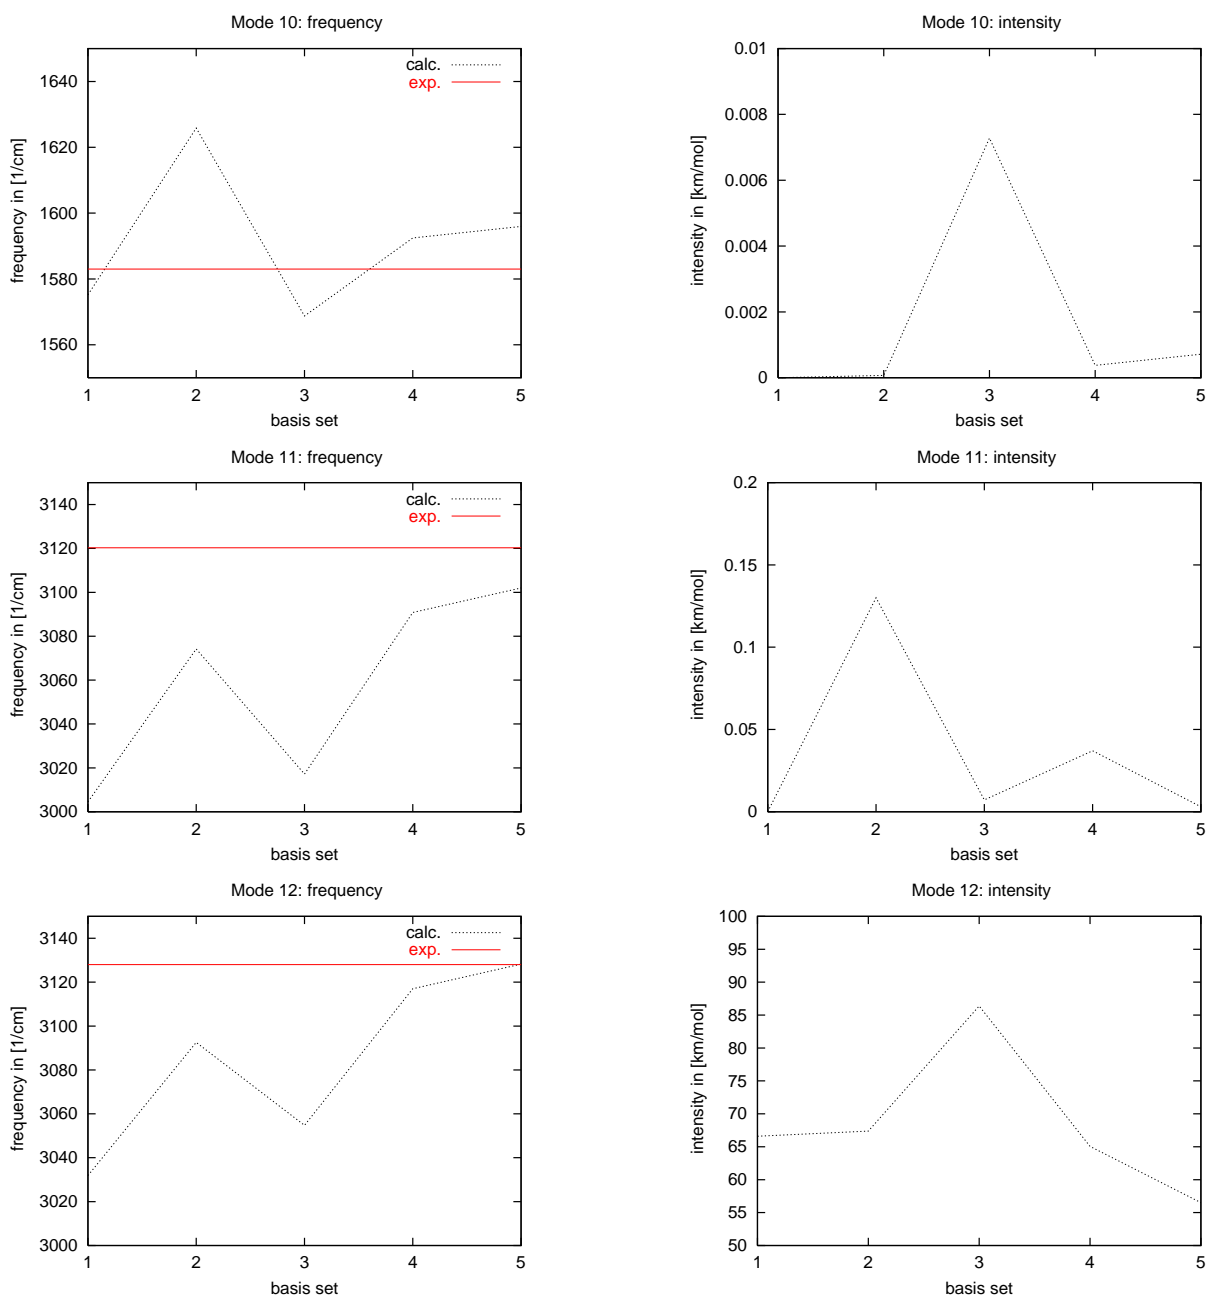 Mode 10: frequency
frequency in [1/cm]
1640
1620
1600
1580
1560
calc.
exp.
1 2 3 4 5
basis set
Mode 10: intensity
intensity in [km/mol]
0.01
0.008
0.006
0.004
0.002
0
1 2 3 4 5
basis set
Mode 11: frequency
frequency in [1/cm]
3140
3120
3100
3080
3060
3040
3020
3000
calc.
exp.
1 2 3 4 5
basis set
Mode 11: intensity
intensity in [km/mol]
0.2
0.15
0.1
0.05
0
1 2 3 4 5
basis set
Mode 12: frequency
frequency in [1/cm]
3140
3120
3100
3080
3060
3040
3020
3000
calc.
exp.
1 2 3 4 5
basis set
Mode 12: intensity
intensity in [km/mol]
100
95
90
85
80
75
70
65
60
55
50
1 2 3 4 5
basis set